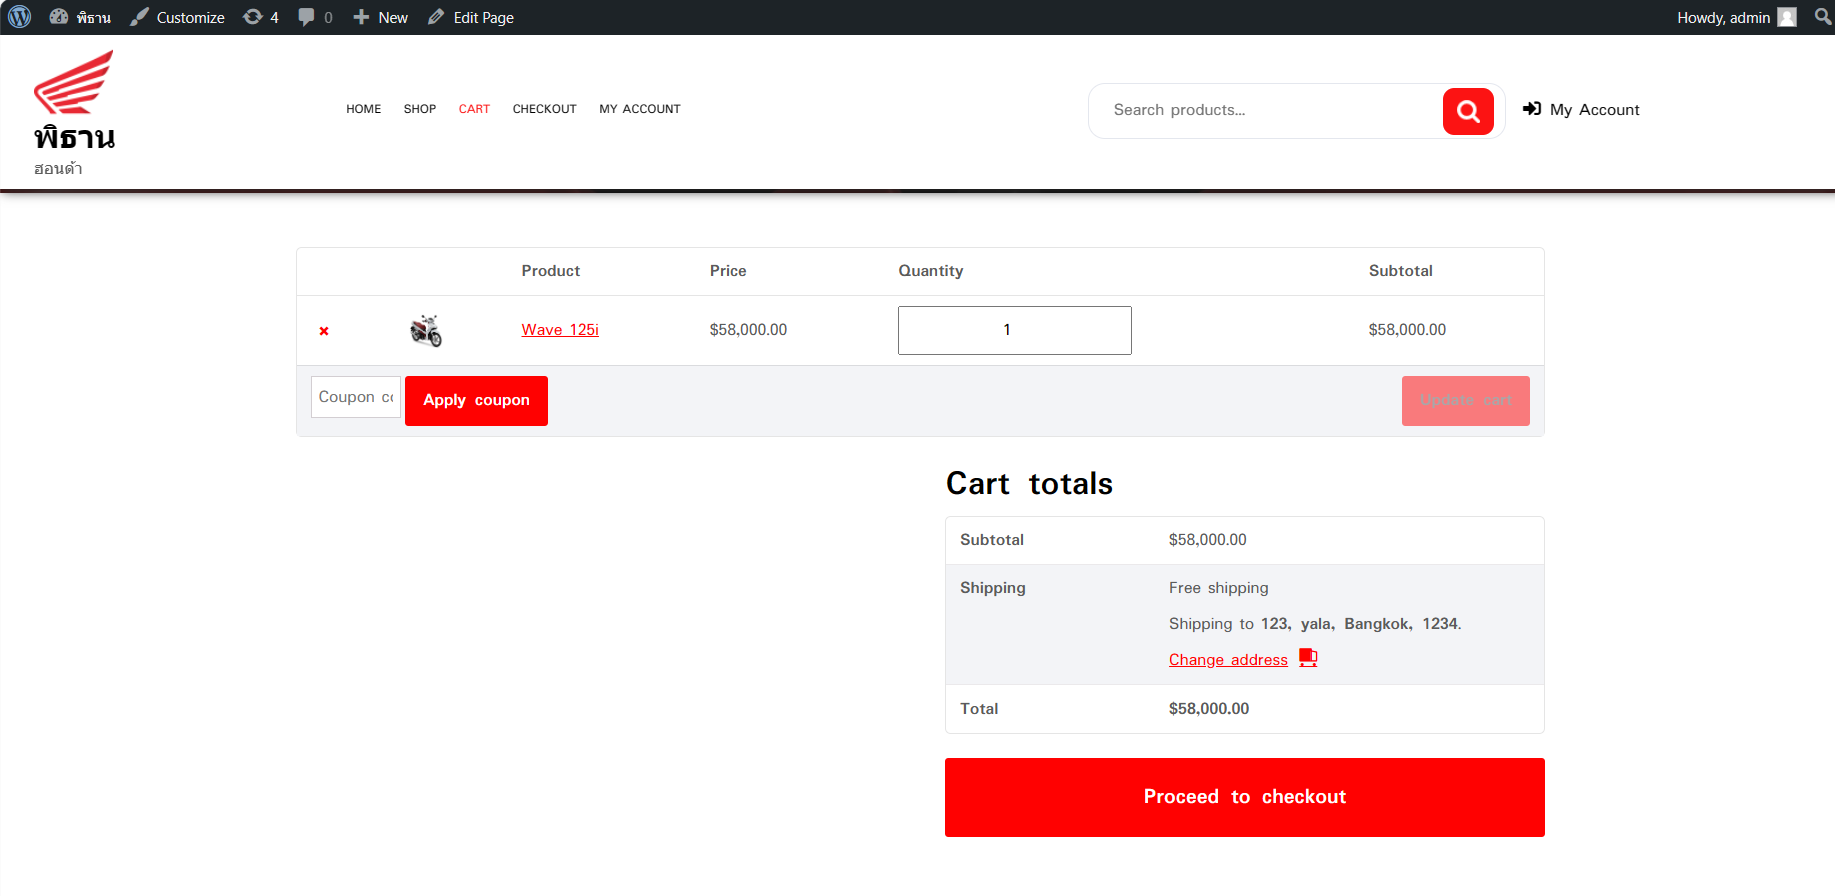 พิธาน Customize 4 0 New Edit Page Howdy, admin
พิธาน
ฮอนด้า
HOME SHOP CART CHECKOUT MY ACCOUNT
Search products... My Account
Product Price Quantity Subtotal
× Wave 125i $58,000.00 1 $58,000.00
Coupon co Apply coupon Update cart
Cart totals
Subtotal $58,000.00
Shipping Free shipping
Shipping to 123, yala, Bangkok, 1234.
Change address
Total $58,000.00
Proceed to checkout